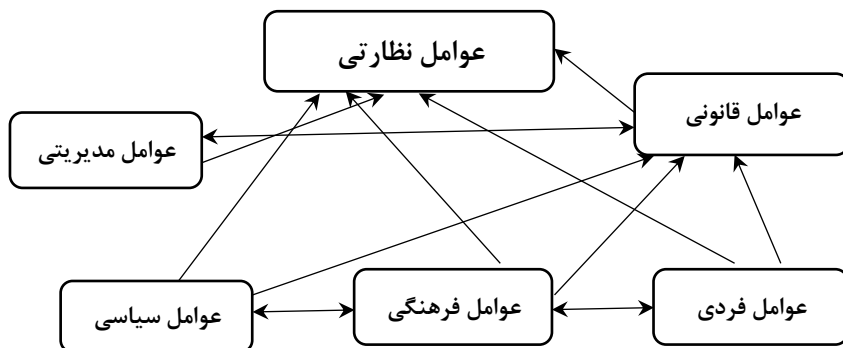 عوامل نظارتی
عوامل قانونی
عوامل مدیریتی
عوامل فردی
عوامل فرهنگی
عوامل سیاسی